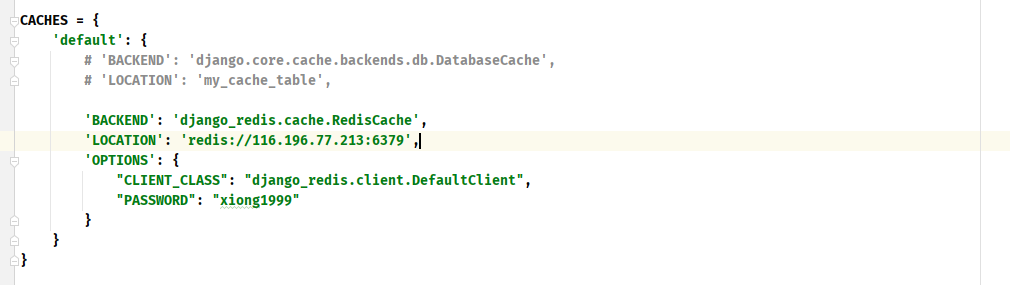 CACHES = {
    'default': {
        # 'BACKEND': 'django.core.cache.backends.db.DatabaseCache',
        # 'LOCATION': 'my_cache_table',

        'BACKEND': 'django_redis.cache.RedisCache',
        'LOCATION': 'redis://116.196.77.213:6379',
        'OPTIONS': {
            "CLIENT_CLASS": "django_redis.client.DefaultClient",
            "PASSWORD": "xiong1999"
        }
    }
}